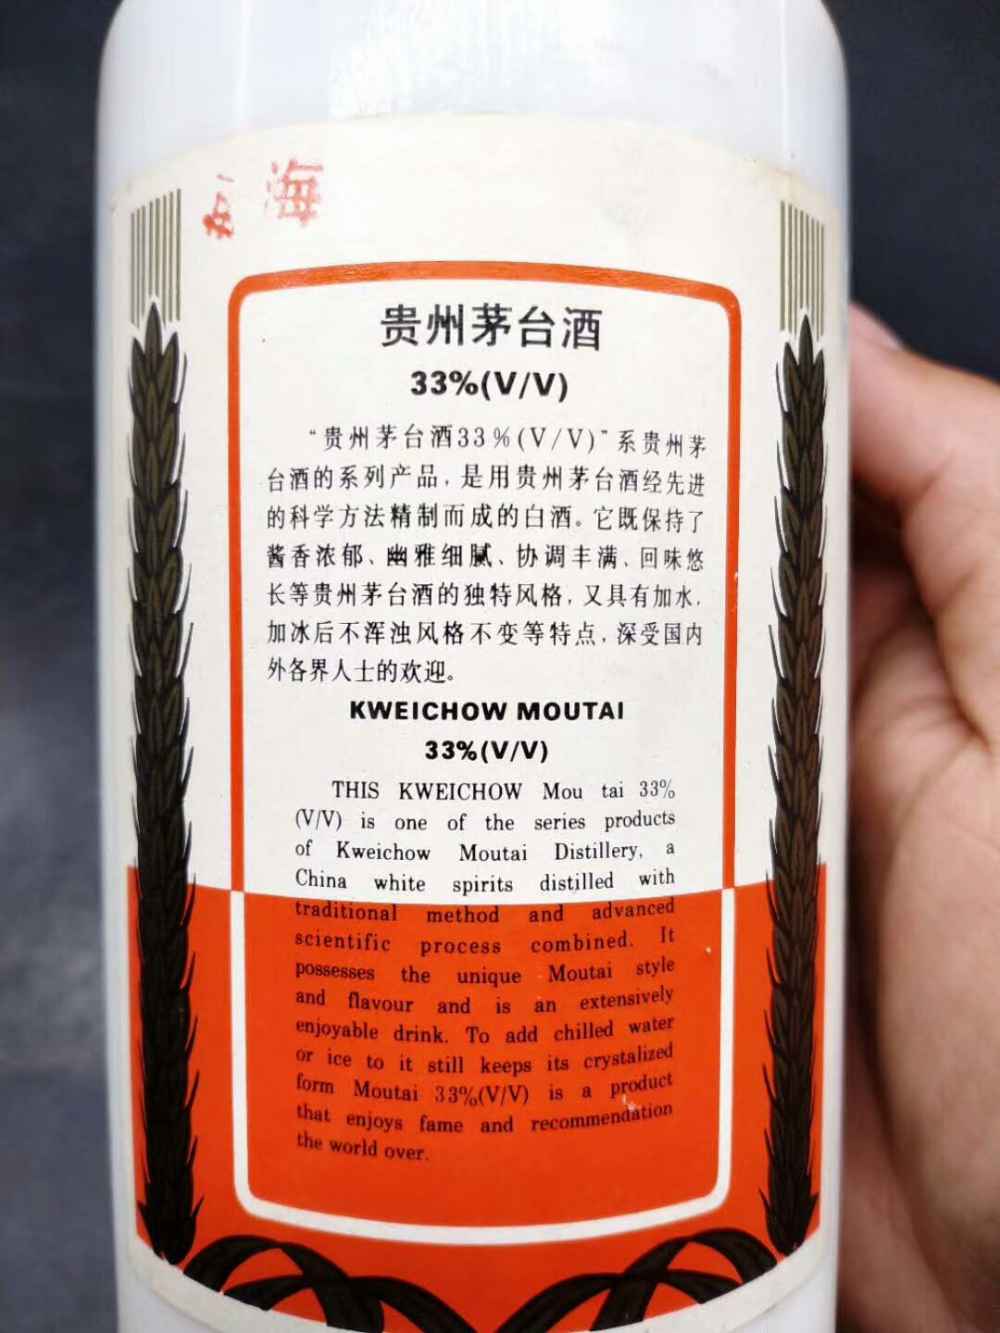 海
贵州茅台酒
33%(V/V)
“贵州茅台酒33%(V/V)”系贵州茅
台酒的系列产品,是用贵州茅台酒经先进
的科学方法精制而成的白酒。它既保持了
酱香浓郁、幽雅细腻、协调丰满、回味悠
长等贵州茅台酒的独特风格,又具有加水,
加冰后不浑浊风格不变等特点,深受国内
外各界人士的欢迎。
KWEICHOW MOUTAI
33%(V/V)
THIS KWEICHOW Mou tai 33%
(V/V) is one of the series products
of Kweichow Moutai Distillery, a
China white spirits distilled with
traditional method and advanced
scientific process combined. It
possesses the unique Moutai style
and flavour and is an extensively
enjoyable drink. To add chilled water
or ice to it still keeps its crystalized
form Moutai 33%(V/V) is a product
that enjoys fame and recommendation
the world over.